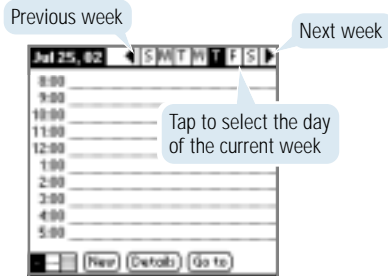 Previous week
Next week
Jul 25, 02 S M T W T F S
8:00
9:00
10:00
11:00
12:00
1:00
2:00
3:00
4:00
5:00
Tap to select the day
of the current week
New Details Go to